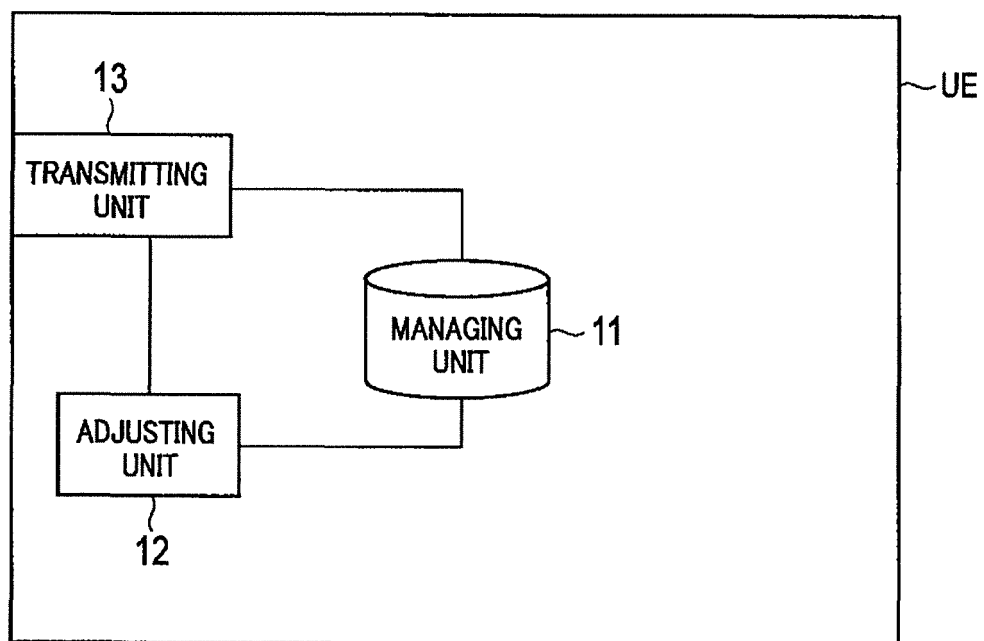 13
UE
TRANSMITTING
UNIT
MANAGING
UNIT
11
ADJUSTING
UNIT
12